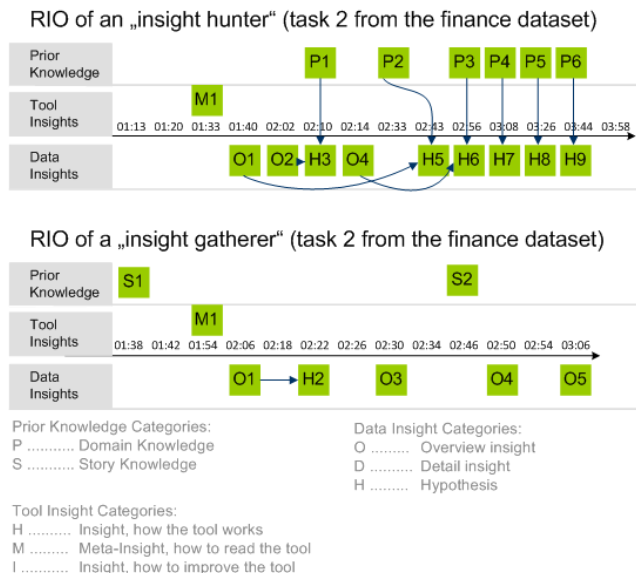 RIO of an „insight hunter“ (task 2 from the finance dataset)
Prior Knowledge
P1 P2 P3 P4 P5 P6
Tool Insights
M1
01:13 01:20 01:33 01:40 02:02 02:10 02:14 02:33 02:43 02:56 03:08 03:26 03:44 03:58
Data Insights
O1 O2 H3 O4 H5 H6 H7 H8 H9
RIO of a „insight gatherer“ (task 2 from the finance dataset)
Prior Knowledge
S1 S2
Tool Insights
M1
01:38 01:42 01:54 02:06 02:18 02:22 02:26 02:30 02:34 02:46 02:50 02:54 03:06
Data Insights
O1 H2 O3 O4 O5
Prior Knowledge Categories:
P .......... Domain Knowledge
S .......... Story Knowledge
Data Insight Categories:
O ......... Overview insight
D ......... Detail insight
H ......... Hypothesis
Tool Insight Categories:
H .......... Insight, how the tool works
M ......... Meta-Insight, how to read the tool
I ........... Insight, how to improve the tool